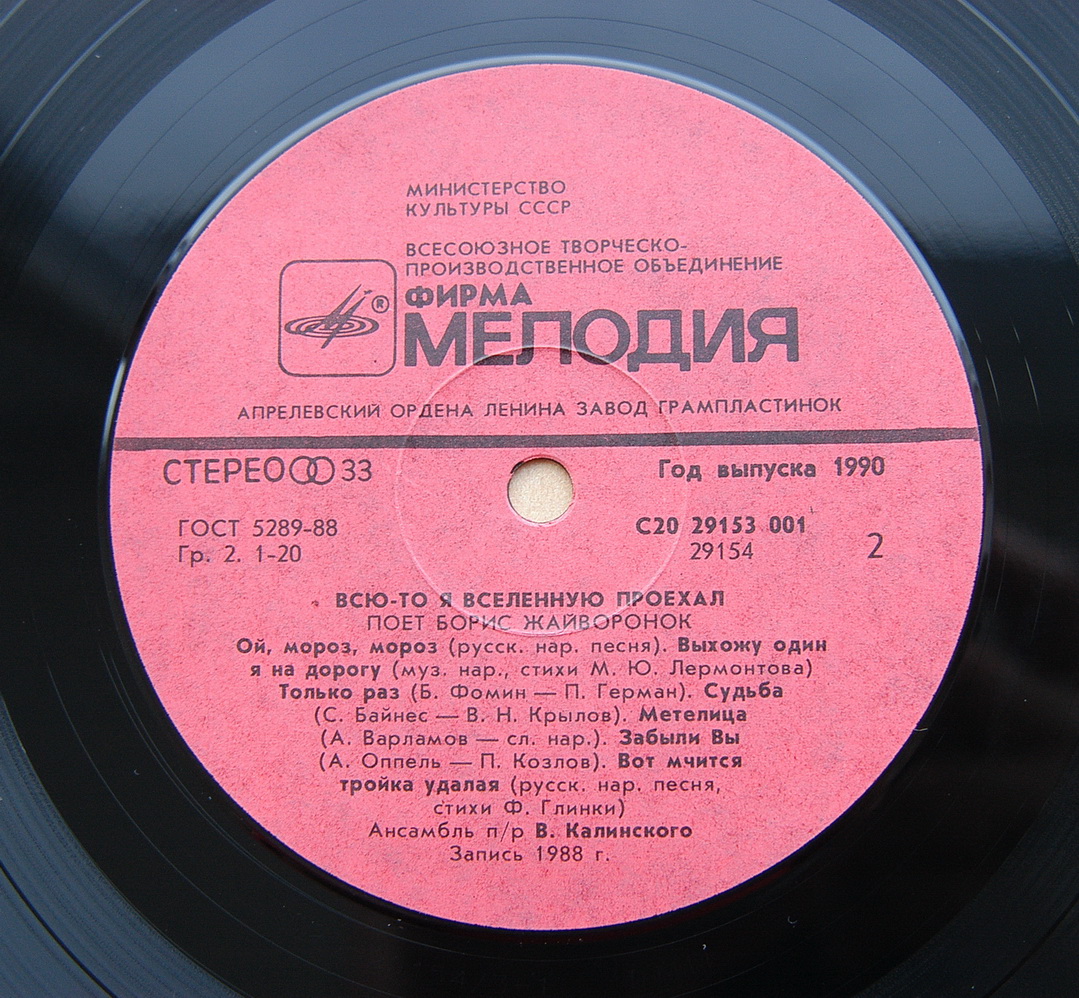 МИНИСТЕРСТВО
КУЛЬТУРЫ СССР
ВСЕСОЮЗНОЕ ТВОРЧЕСКО-
ПРОИЗВОДСТВЕННОЕ ОБЪЕДИНЕНИЕ
ФИРМА
®
МЕЛОДИЯ
АПРЕЛЕВСКИЙ ОРДЕНА ЛЕНИНА ЗАВОД ГРАМПЛАСТИНОК
СТЕРЕО 33
Год выпуска 1990
ГОСТ 5289-88
Гр. 2. 1-20
С20 29153 001
29154
2
ВСЮ-ТО Я ВСЕЛЕННУЮ ПРОЕХАЛ
ПОЕТ БОРИС ЖАЙВОРОНОК
Ой, мороз, мороз (русск. нар. песня). Выхожу один
я на дорогу (муз. нар., стихи М. Ю. Лермонтова)
Только раз (Б. Фомин — П. Герман). Судьба
(С. Байнес — В. Н. Крылов). Метелица
(А. Варламов — сл. нар.). Забыли Вы
(А. Оппель — П. Козлов). Вот мчится
тройка удалая (русск. нар. песня,
стихи Ф. Глинки)
Ансамбль п/р В. Калинского
Запись 1988 г.